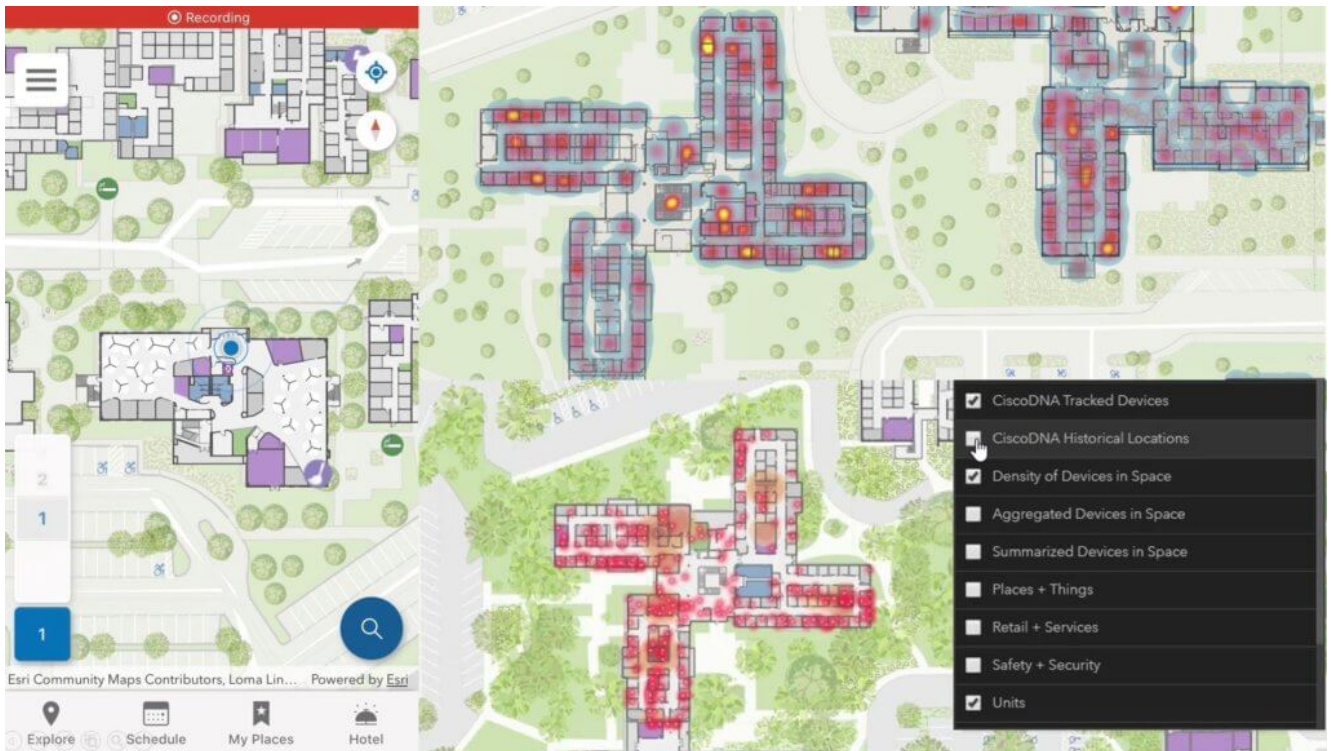 Recording
2
1
1
Esri Community Maps Contributors, Loma Lin... Powered by Esri
Explore
Schedule
My Places
Hotel
CiscoDNA Tracked Devices
CiscoDNA Historical Locations
Density of Devices in Space
Aggregated Devices in Space
Summarized Devices in Space
Places + Things
Retail + Services
Safety + Security
Units